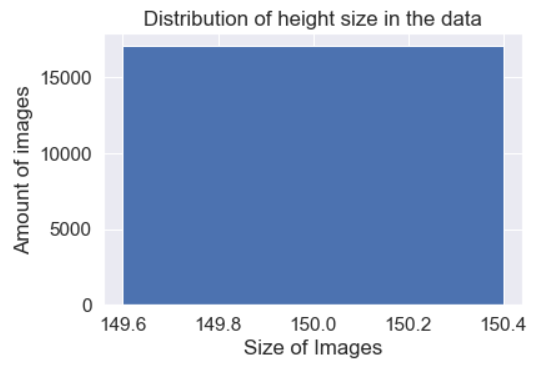 Distribution of height size in the data
Amount of images
15000
10000
5000
0
149.6 149.8 150.0 150.2 150.4
Size of Images